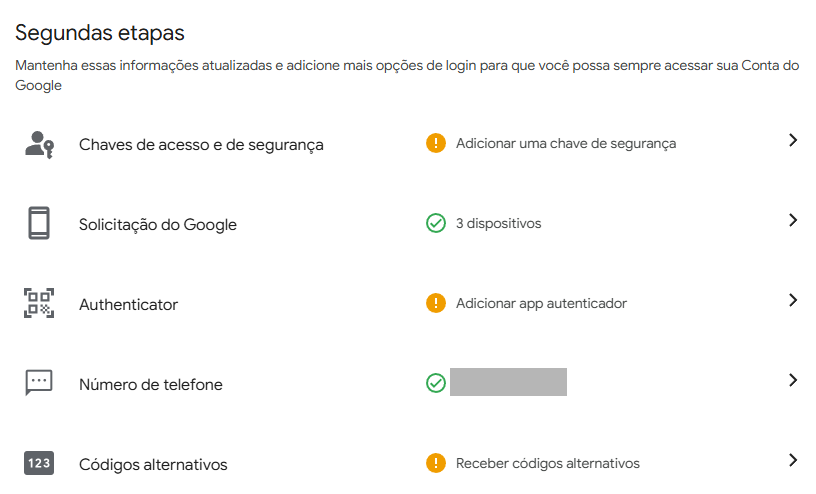 Segundas etapas
Mantenha essas informações atualizadas e adicione mais opções de login para que você possa sempre acessar sua Conta do
Google
Chaves de acesso e de segurança
Adicionar uma chave de segurança
Solicitação do Google
3 dispositivos
Authenticator
Adicionar app autenticador
Número de telefone
123
Códigos alternativos
Receber códigos alternativos